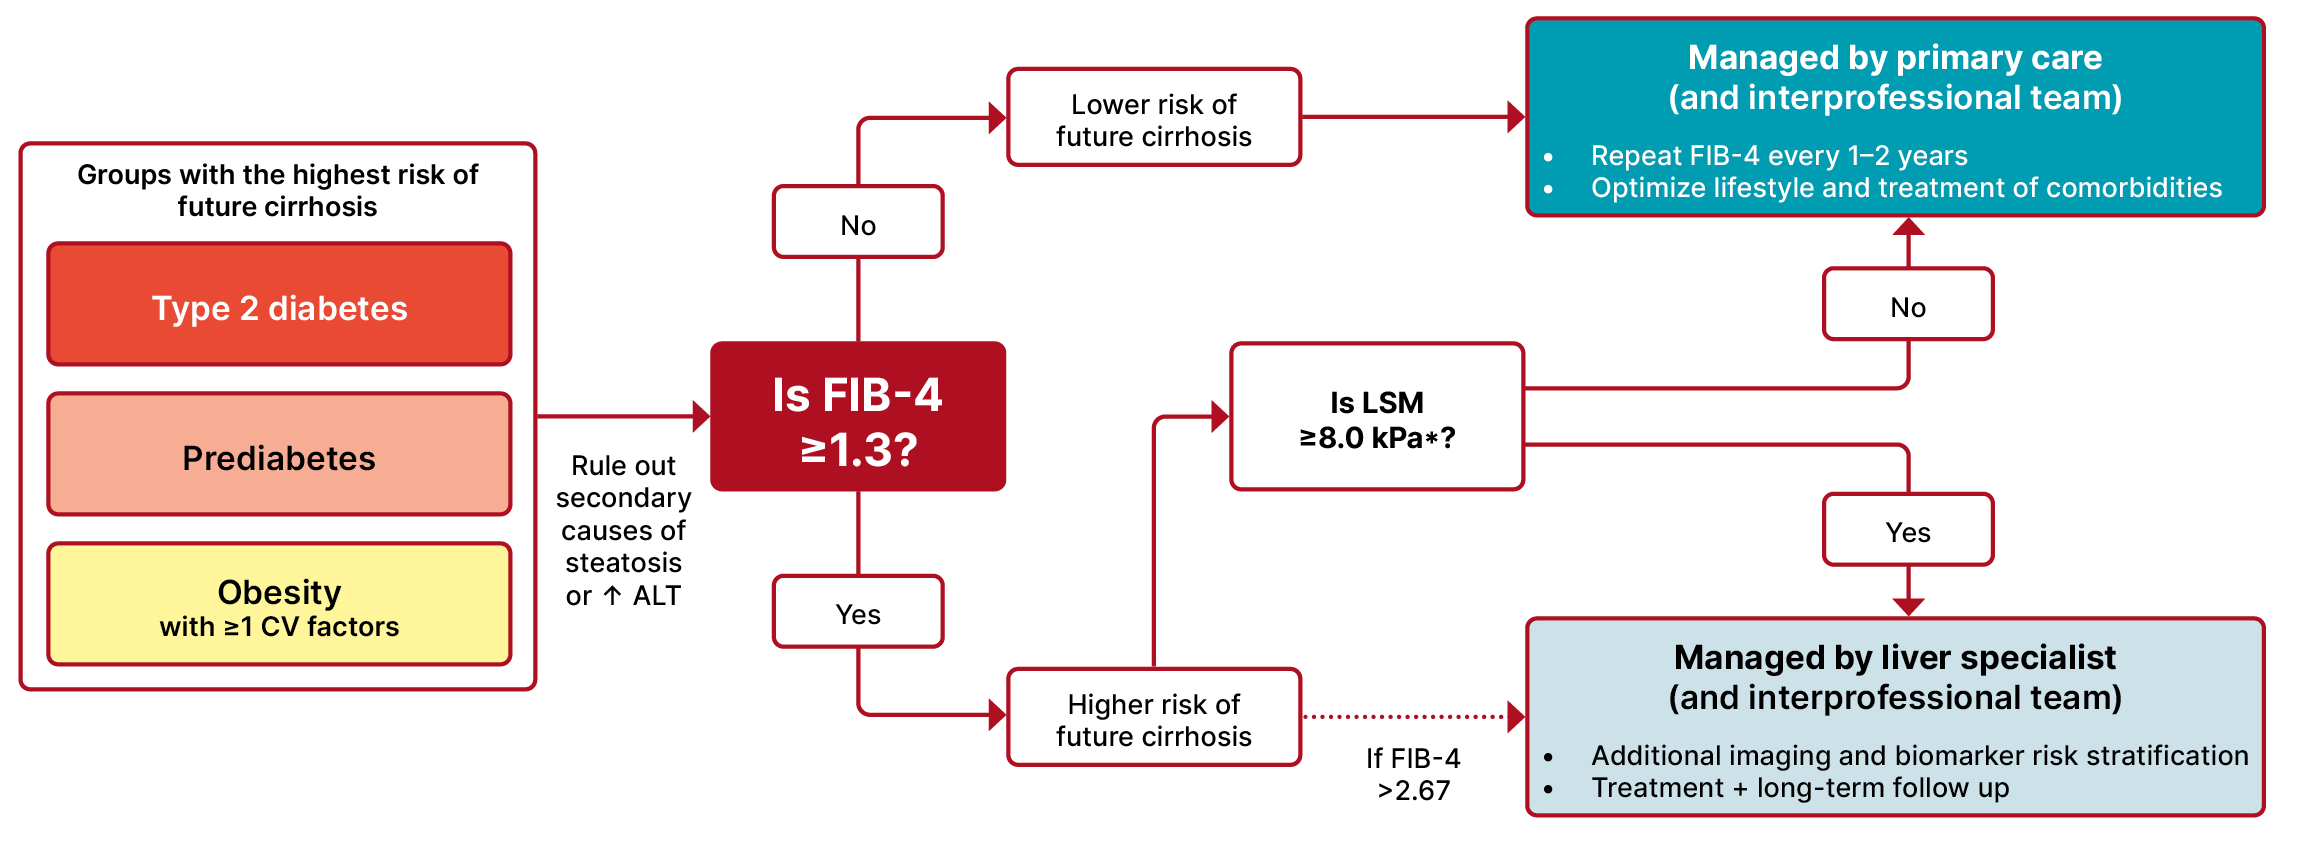 Groups with the highest risk of
future cirrhosis
Type 2 diabetes
Prediabetes
Obesity
with ≥1 CV factors
Rule out
secondary
causes of
steatosis
or ↑ ALT
Is FIB-4
≥1.3?
No
Lower risk of
future cirrhosis
Yes
Higher risk of
future cirrhosis
If FIB-4
>2.67
Is LSM
≥8.0 kPa*?
No
Yes
Managed by primary care
(and interprofessional team)
• Repeat FIB-4 every 1–2 years
• Optimize lifestyle and treatment of comorbidities
Managed by liver specialist
(and interprofessional team)
• Additional imaging and biomarker risk stratification
• Treatment + long-term follow up